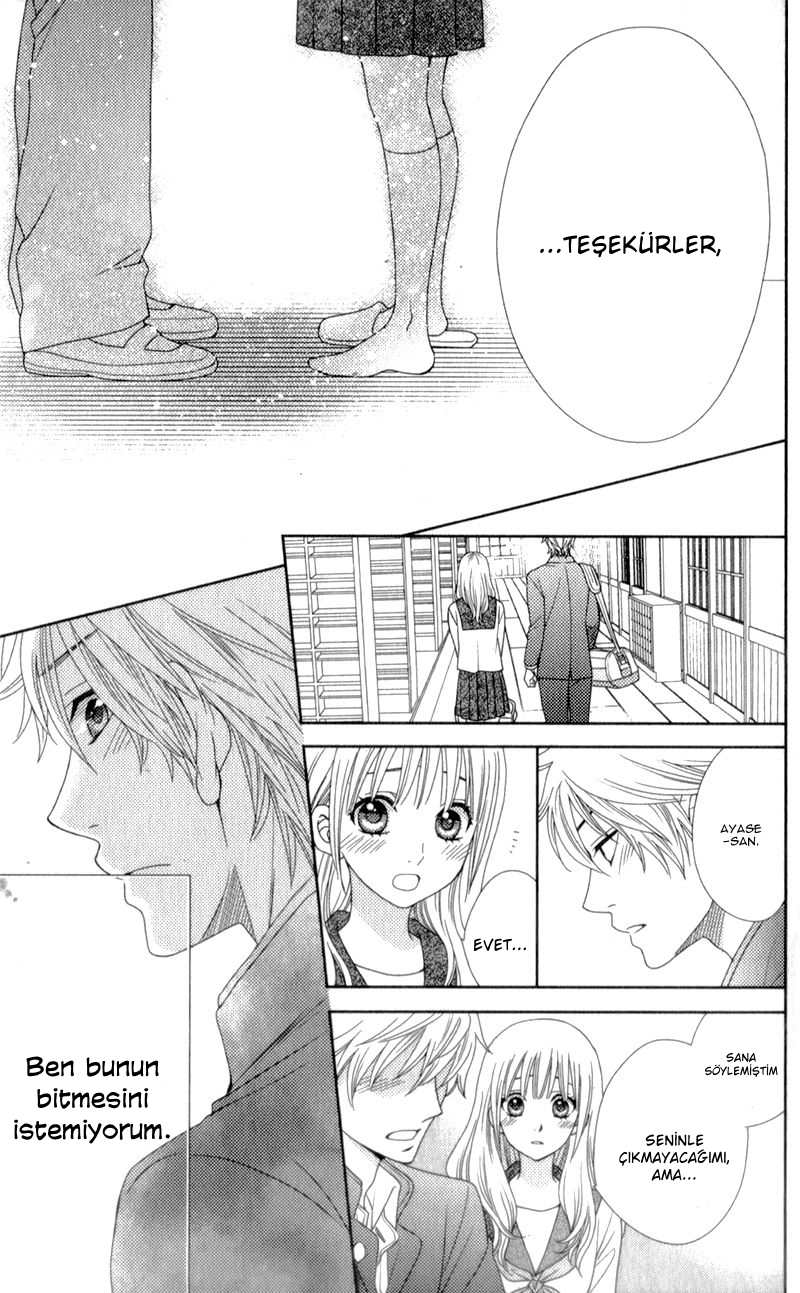 ...TEŞEKÜRLER,
AYASE
-SAN.
EVET...
SANA
SÖYLEMİŞTİM
SENİNLE
ÇIKMAYACAĞIMI,
AMA...
Ben bunun
bitmesini
istemiyorum.